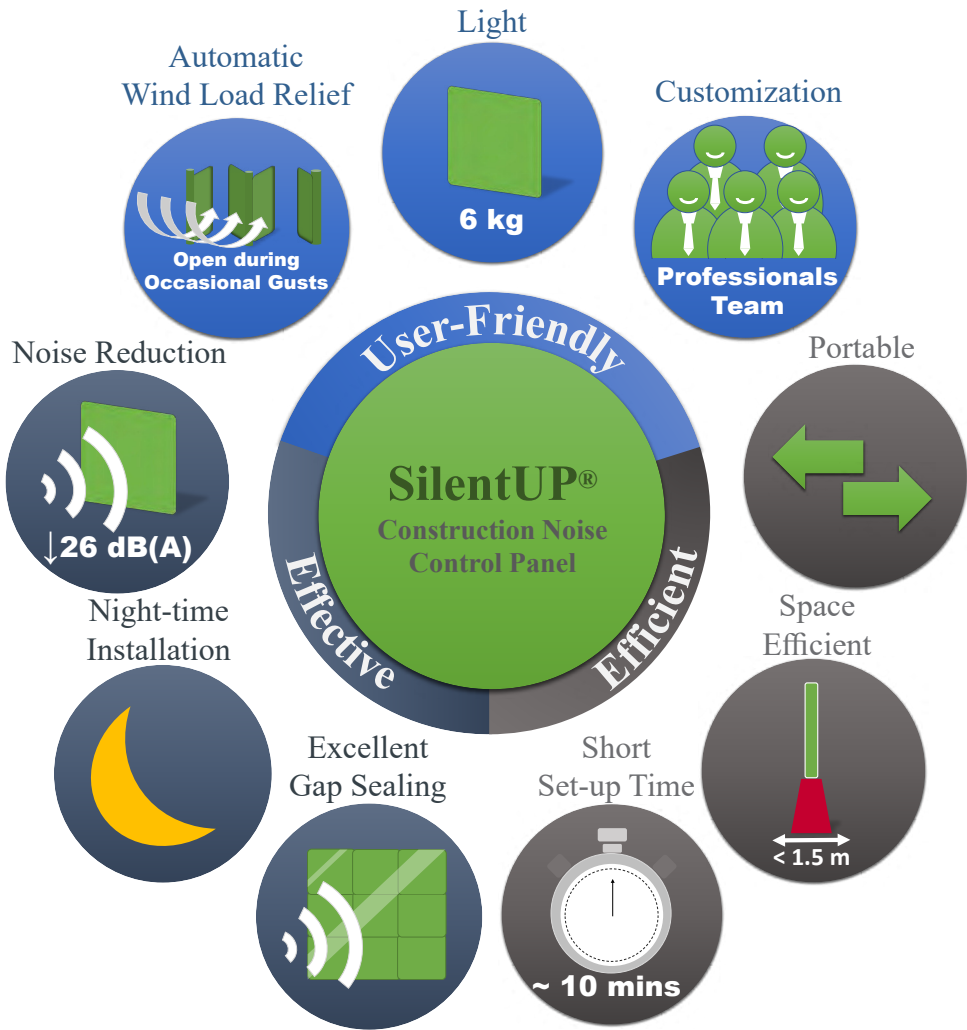 Light
6 kg
Automatic
Wind Load Relief
Open during
Occasional Gusts
Customization
Professionals
Team
User-Friendly
Noise Reduction
↓26 dB(A)
Portable
SilentUP®
Construction Noise
Control Panel
Effective
Efficient
Night-time
Installation
Space
Efficient
< 1.5 m
Excellent
Gap Sealing
Short
Set-up Time
~ 10 mins